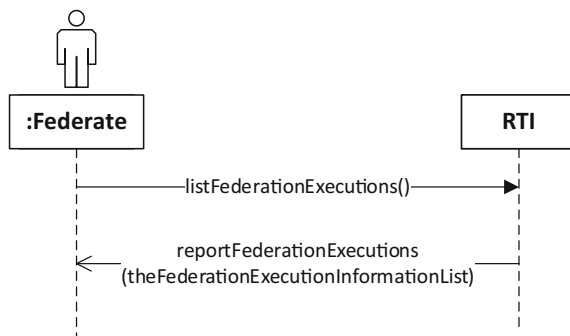 :Federate
RTI
listFederationExecutions()
reportFederationExecutions
(theFederationExecutionInformationList)